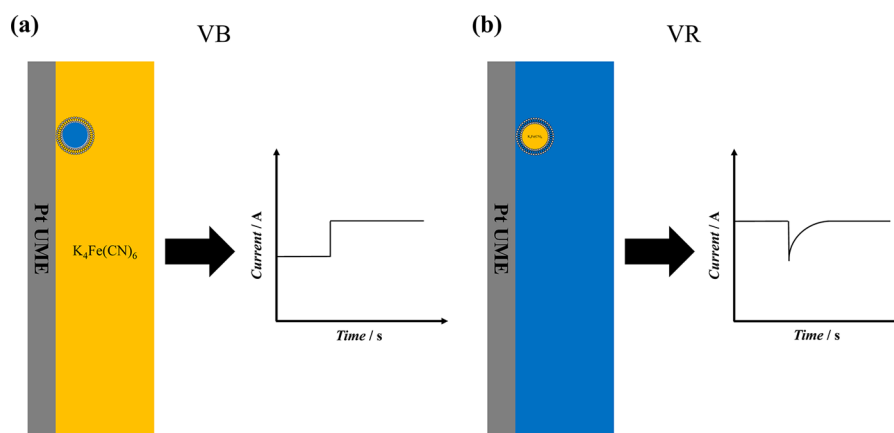 (a)
VB
Pt UME
K₄Fe(CN)₆
Current / A
Time / s
(b)
VR
Pt UME
Current / A
Time / s